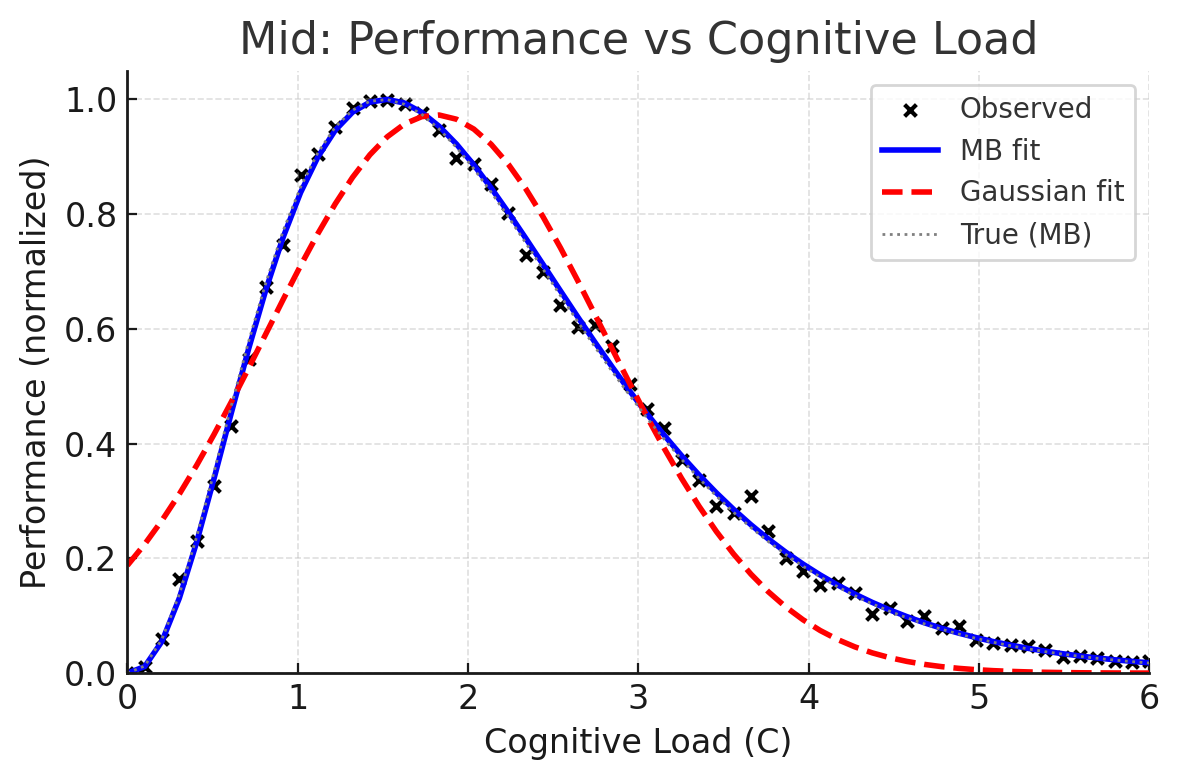 Mid: Performance vs Cognitive Load
Performance (normalized)
1.0
0.8
0.6
0.4
0.2
0.0
Observed
MB fit
Gaussian fit
True (MB)
0 1 2 3 4 5 6
Cognitive Load (C)